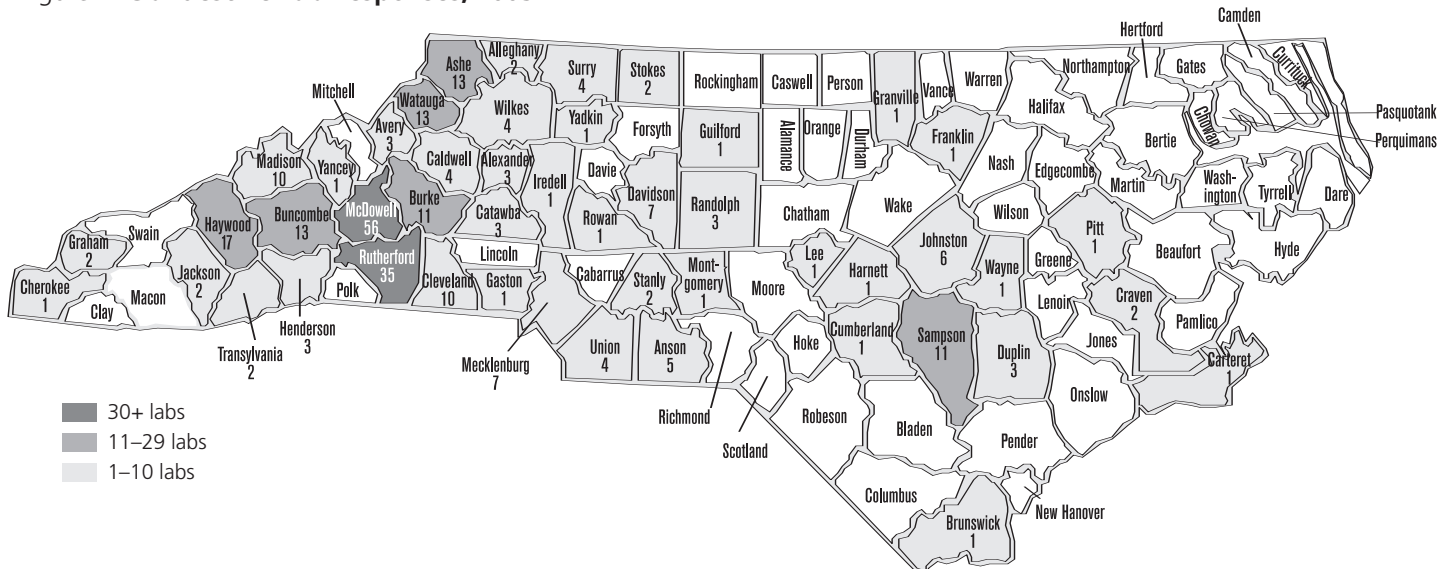 Camden
Hertford
Alleghany
2
Ashe
13
Surry
4
Stokes
2
Rockingham
Caswell
Person
Granville
1
Vance
Warren
Northampton
Gates
Currituck
Mitchell
Watauga
13
Wilkes
4
Yadkin
1
Forsyth
Guilford
1
Alamance
Orange
Durham
Franklin
1
Halifax
Bertie
Chowan
Pasquotank
Perquimans
Avery
3
Madison
10
Yancey
1
Caldwell
4
Alexander
3
Iredell
1
Davie
Davidson
7
Randolph
3
Chatham
Wake
Nash
Edgecombe
Martin
Wash-
ington
Tyrrell
Dare
Haywood
17
Buncombe
13
McDowell
56
Burke
11
Catawba
3
Rowan
1
Wilson
Swain
Graham
2
Jackson
2
Rutherford
35
Lincoln
Lee
1
Johnston
6
Greene
Pitt
1
Beaufort
Hyde
Cherokee
1
Clay
Macon
Polk
Cleveland
10
Gaston
1
Cabarrus
Stanly
2
Mont-
gomery
1
Moore
Harnett
1
Wayne
1
Lenoir
Craven
2
Pamlico
Transylvania
2
Henderson
3
Mecklenburg
7
Union
4
Anson
5
Hoke
Cumberland
1
Sampson
11
Duplin
3
Jones
Carteret
1
Onslow
Richmond
Scotland
Robeson
Bladen
Pender
Columbus
Brunswick
1
New Hanover
30+ labs
11–29 labs
1–10 labs